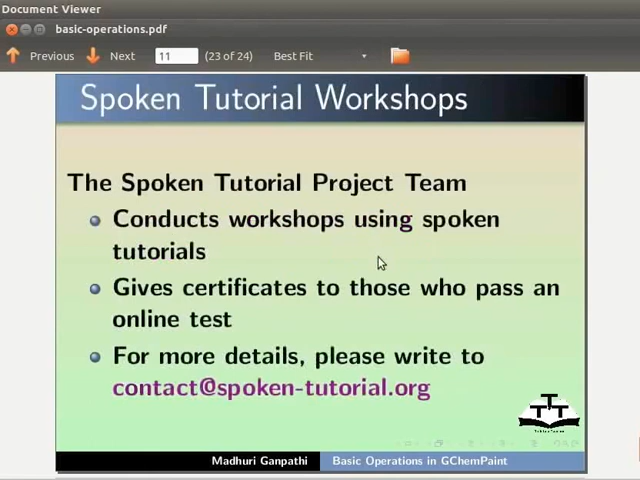 Document Viewer
basic-operations.pdf
Previous Next 11 (23 of 24) Best Fit
Spoken Tutorial Workshops
The Spoken Tutorial Project Team
Conducts workshops using spoken
tutorials
Gives certificates to those who pass an
online test
For more details, please write to
contact@spoken-tutorial.org
Madhuri Ganpathi Basic Operations in GChemPaint